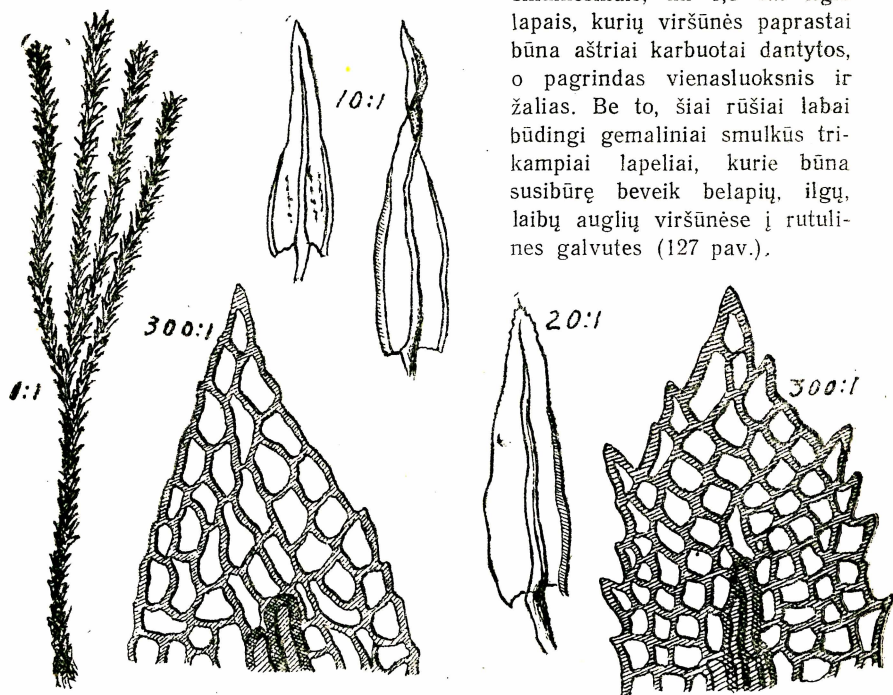 lapais, kurių viršūnės paprastai
būna aštriai karbuotai dantytos,
o pagrindas vienasluoksnis ir
žalias. Be to, šiai rūšiai labai
būdingi gemaliniai smulkūs tri-
kampiai lapeliai, kurie būna
susibūrę beveik belapių, ilgų,
laibų auglių viršūnėse į rutuli-
nes galvutes (127 pav.).
10:1
300:1
1:1
20:1
300:1